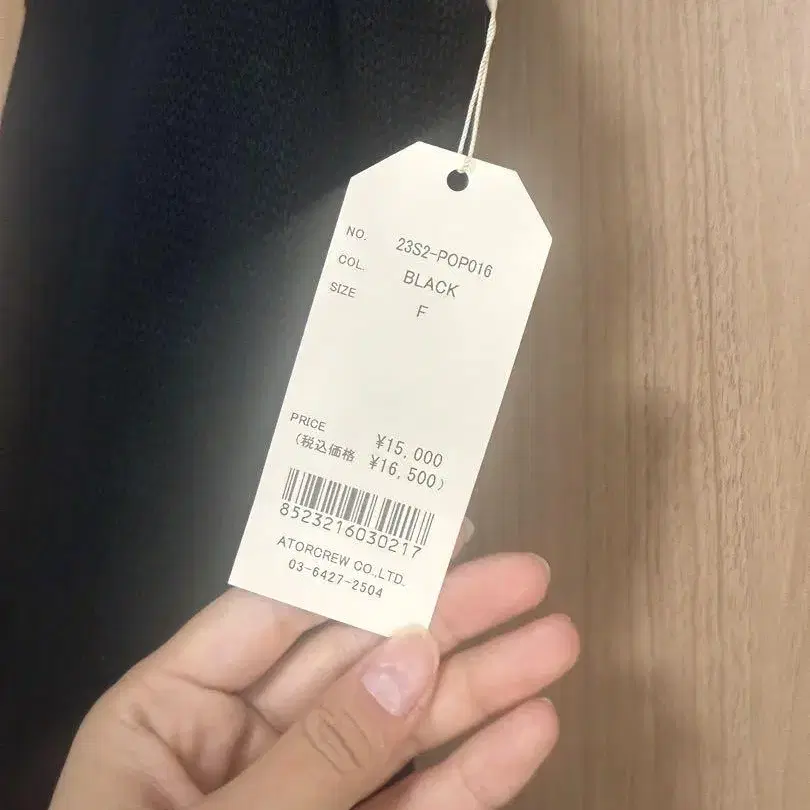 NO. 23S2-POP016
COL. BLACK
SIZE F
PRICE ¥15,000
(税込価格 ¥16,500)
8523216030217
ATORCREW CO.,LTD.
03-6427-2504